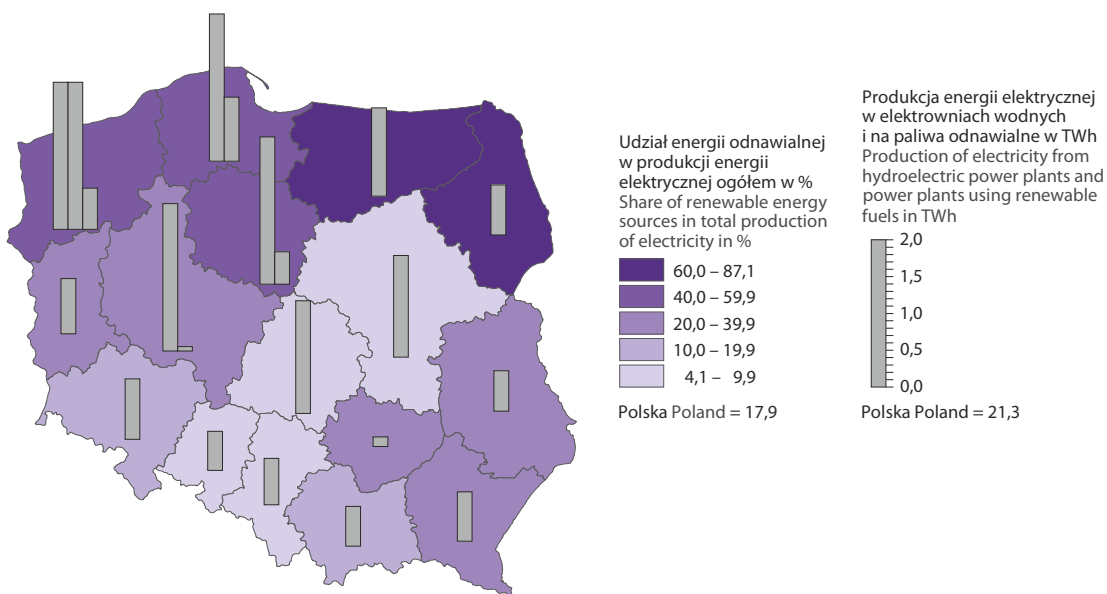 Udział energii odnawialnej
w produkcji energii
elektrycznej ogółem w %
Share of renewable energy
sources in total production
of electricity in %
60,0 – 87,1
40,0 – 59,9
20,0 – 39,9
10,0 – 19,9
4,1 – 9,9
Polska Poland = 17,9
Produkcja energii elektrycznej
w elektrowniach wodnych
i na paliwa odnawialne w TWh
Production of electricity from
hydroelectric power plants and
power plants using renewable
fuels in TWh
2,0
1,5
1,0
0,5
0,0
Polska Poland = 21,3